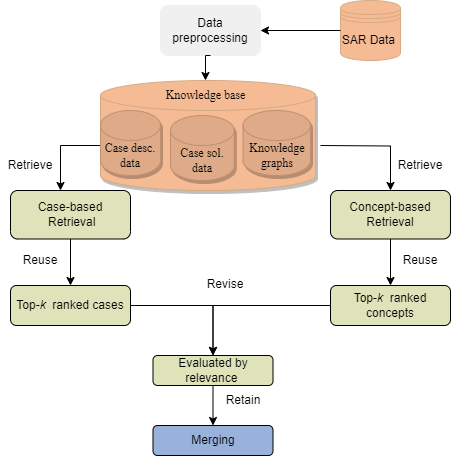 Data
preprocessing
SAR Data
Knowledge base
Case desc.
data
Case sol.
data
Knowledge
graphs
Retrieve
Retrieve
Case-based
Retrieval
Concept-based
Retrieval
Reuse
Reuse
Top-k ranked cases
Revise
Top-k ranked
concepts
Evaluated by
relevance
Retain
Merging